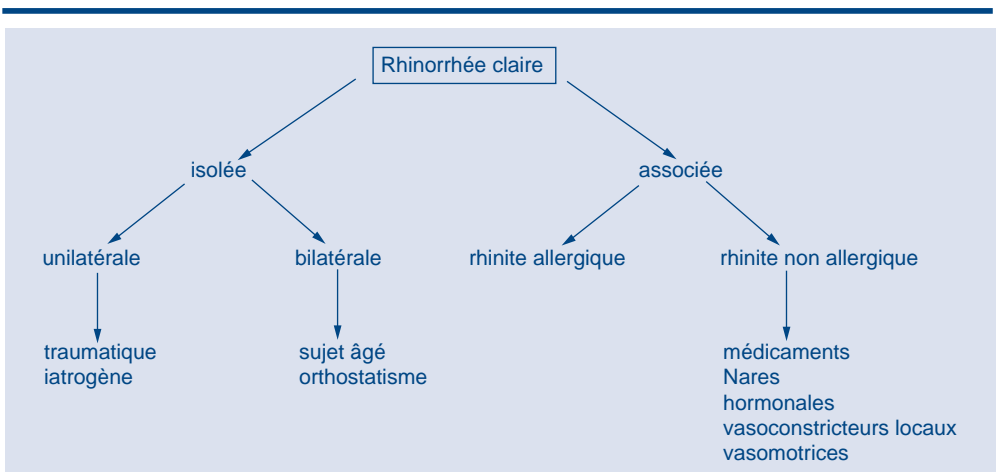 Rhinorrhée claire
isolée
associée
unilatérale
bilatérale
rhinite allergique
rhinite non allergique
traumatique
iatrogène
sujet âgé
orthostatisme
médicaments
Nares
hormonales
vasoconstricteurs locaux
vasomotrices